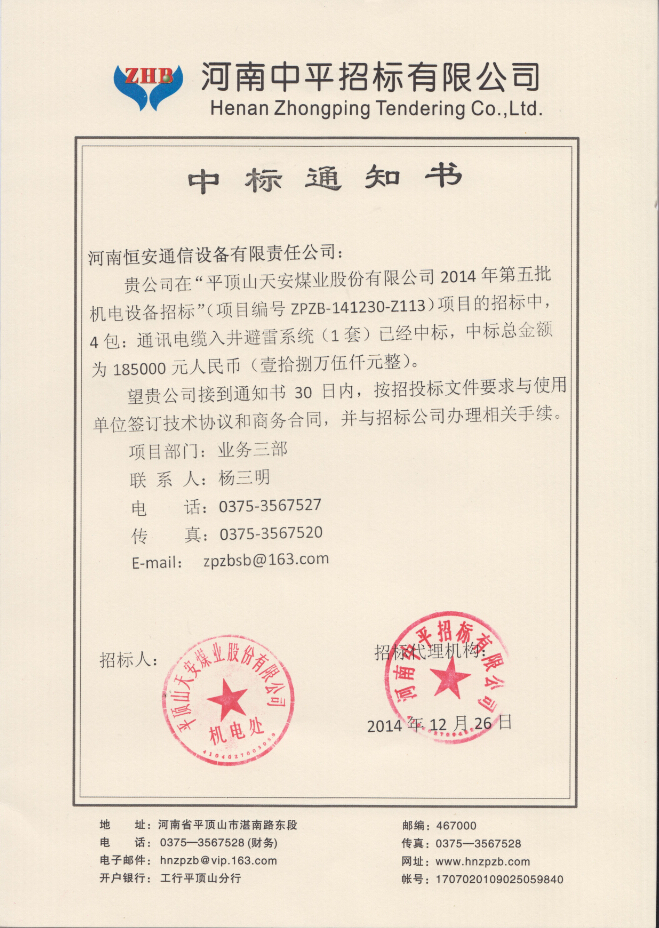 ZHB
河南中平招标有限公司
Henan Zhongping Tendering Co.,Ltd.
中标通知书
河南恒安通信设备有限责任公司：
贵公司在“平顶山天安煤业股份有限公司 2014 年第五批
机电设备招标”（项目编号 ZPZB-141230-Z113）项目的招标中，
4 包：通讯电缆入井避雷系统（1 套）已经中标，中标总金额
为 185000 元人民币（壹拾捌万伍仟元整）。
望贵公司接到通知书 30 日内，按招投标文件要求与使用
单位签订技术协议和商务合同，并与招标公司办理相关手续。
项目部门：业务三部
联 系 人：杨三明
电 话：0375-3567527
传 真：0375-3567520
E-mail： zpzbsb@163.com
招标人：
平顶山天安煤业股份有限公司
机电处
招标代理机构：
河南中平招标有限公司
2014 年 12 月 26 日
地 址：河南省平顶山市湛南路东段
邮编：467000
电 话：0375—3567528 (财务)
传真：0375—3567528
电子邮件：hnzpzb@vip.163.com
网址：www.hnzpzb.com
开户银行：工行平顶山分行
帐号：1707020109025059840